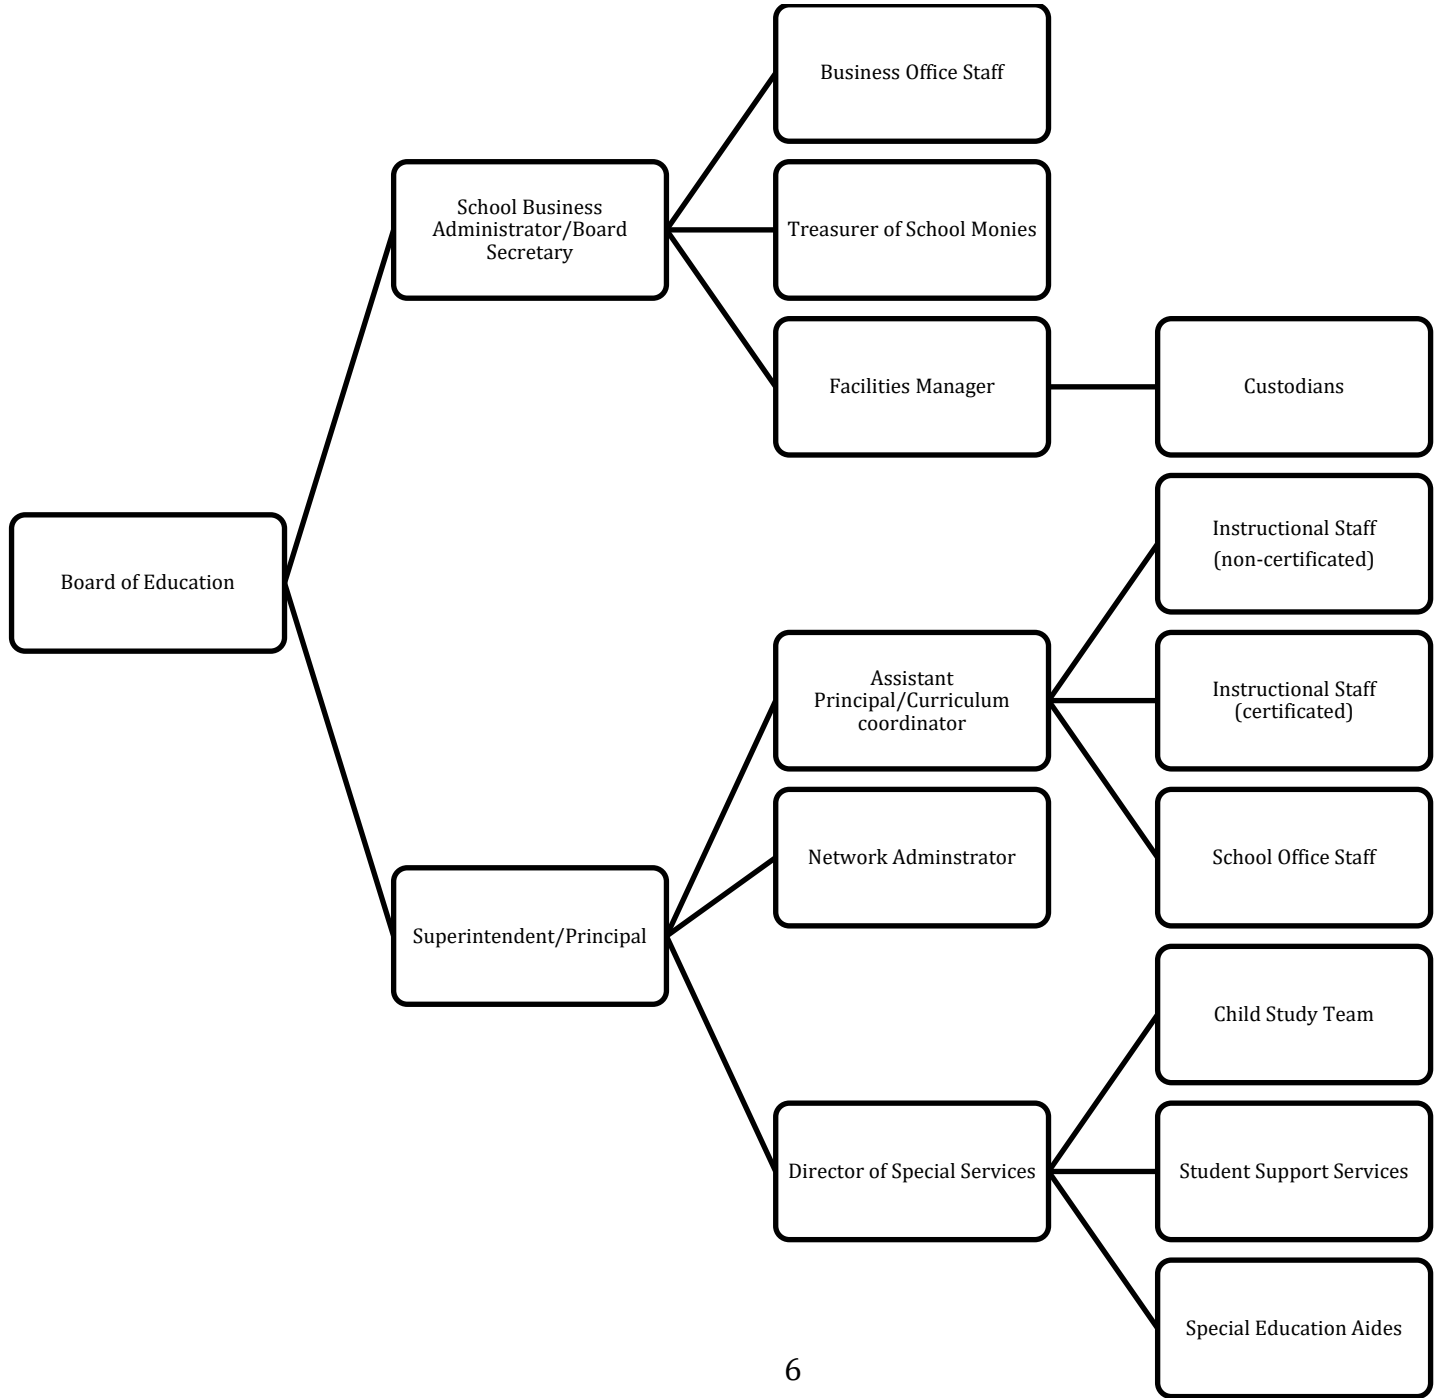 Business Office Staff
School Business
Administrator/Board
Secretary
Treasurer of School Monies
Facilities Manager
Custodians
Board of Education
Instructional Staff
(non-certificated)
Assistant
Principal/Curriculum
coordinator
Instructional Staff
(certificated)
Network Adminstrator
School Office Staff
Superintendent/Principal
Child Study Team
Director of Special Services
Student Support Services
Special Education Aides
6